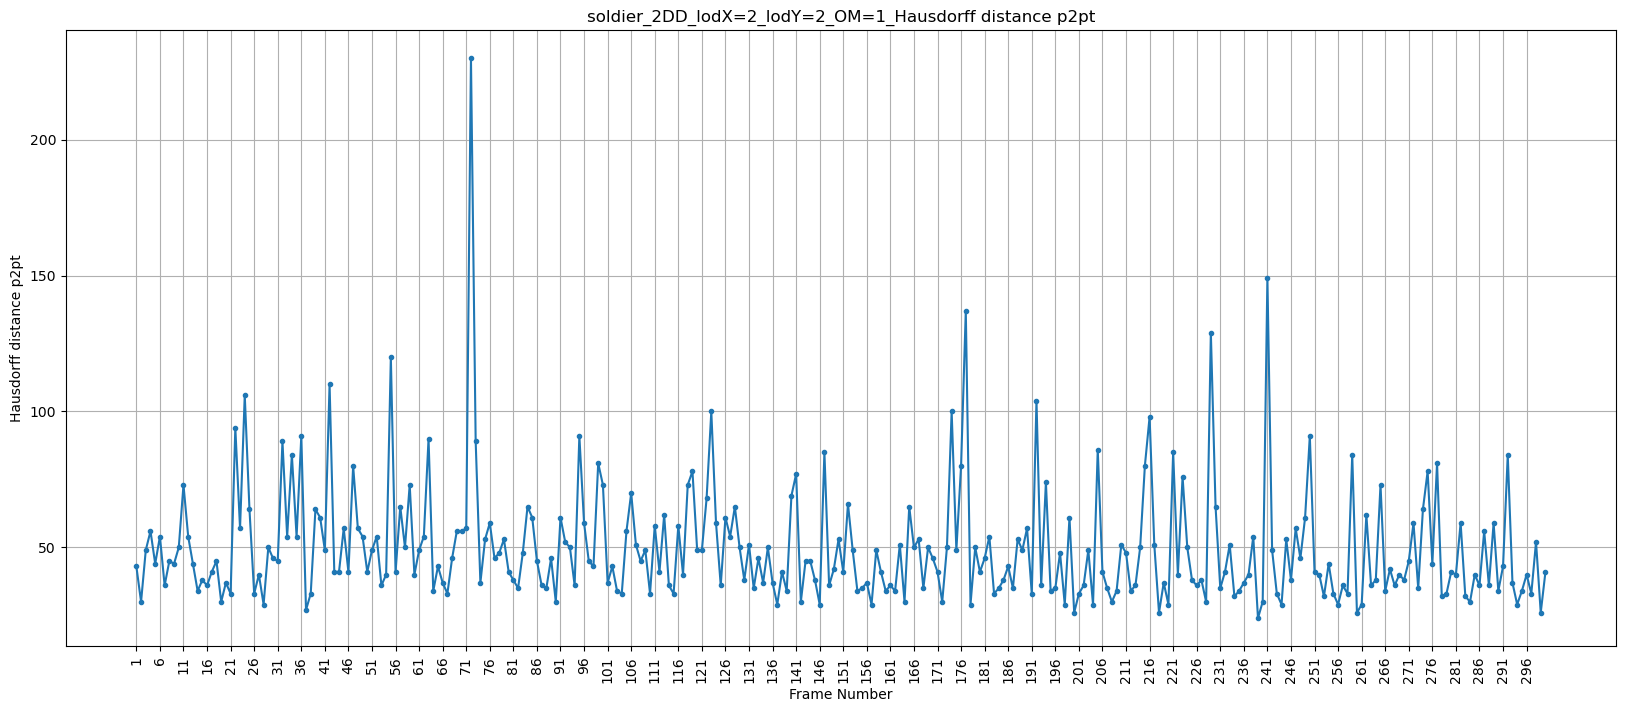 soldier_2DD_lodX=2_lodY=2_OM=1_Hausdorff distance p2pt
Hausdorff distance p2pt
200
150
100
50
1 6 11 16 21 26 31 36 41 46 51 56 61 66 71 76 81 86 91 96 101 106 111 116 121 126 131 136 141 146 151 156 161 166 171 176 181 186 191 196 201 206 211 216 221 226 231 236 241 246 251 256 261 266 271 276 281 286 291 296
Frame Number